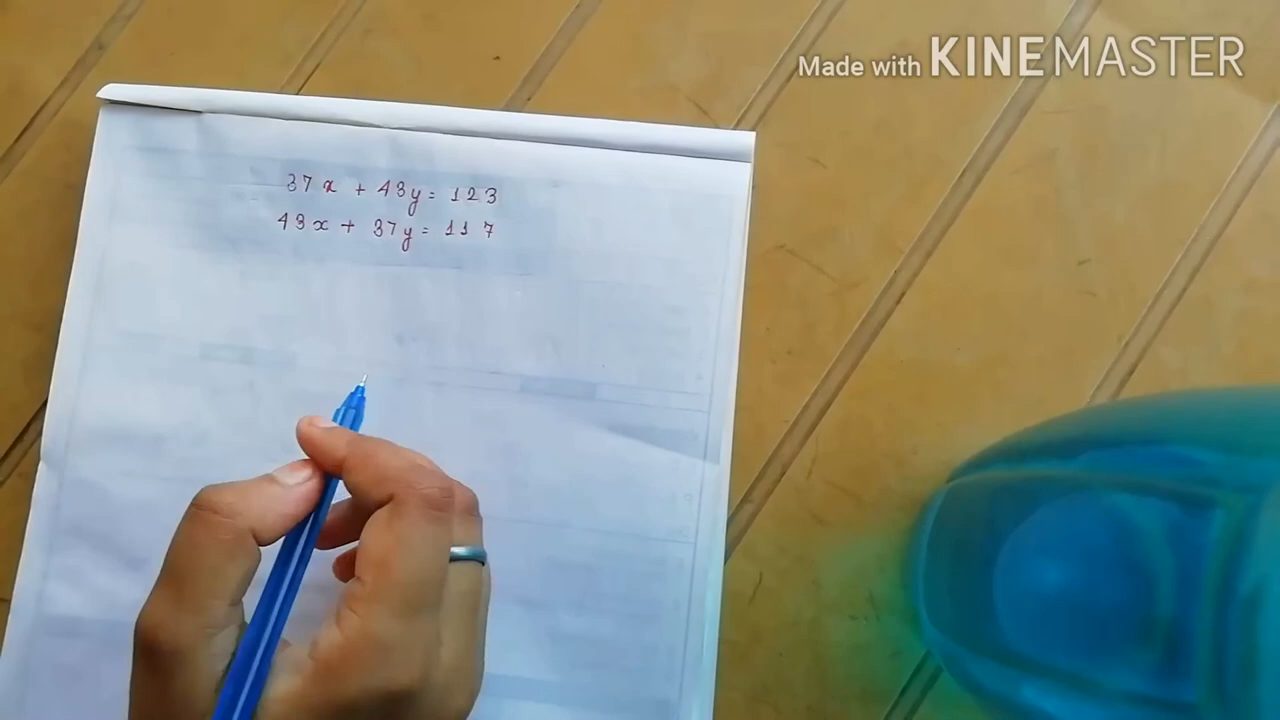 Made with KINEMASTER
37x + 43y = 123
43x + 37y = 117